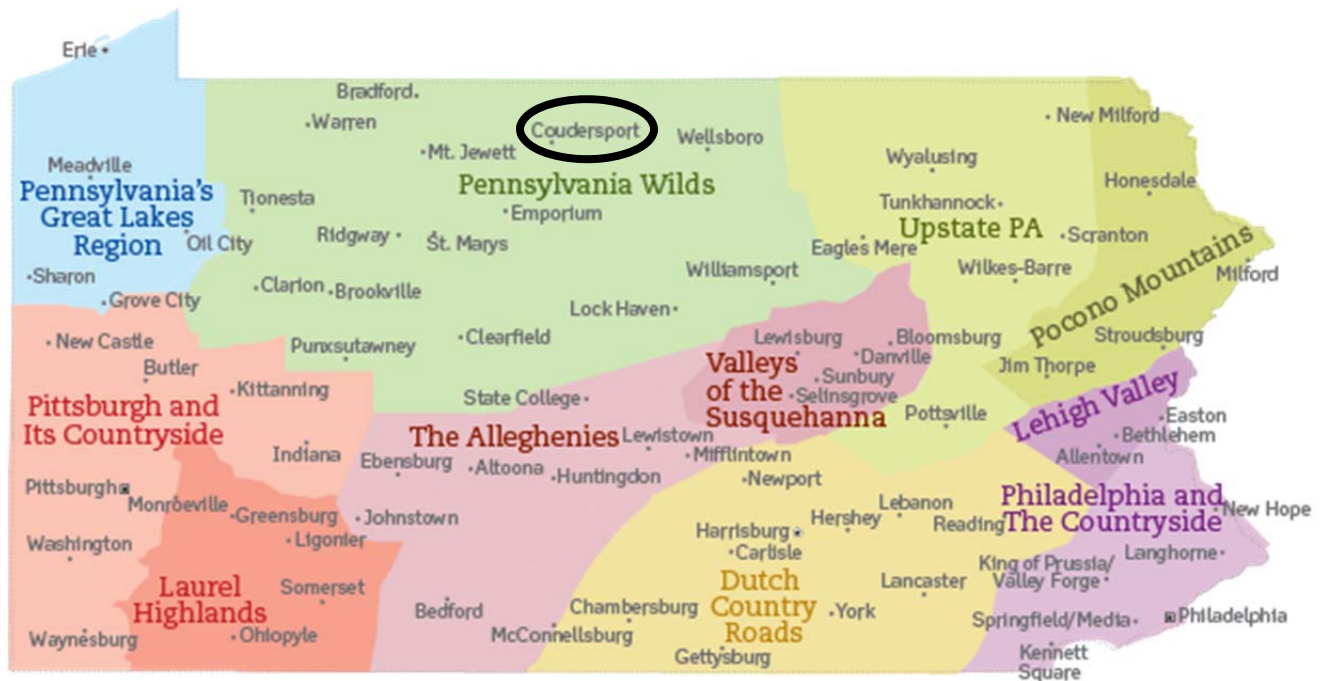 Erie
Bradford
Warren
Coudersport
Wellsboro
New Milford
Mt. Jewett
Meadville
Wyalusing
Honesdale
Pennsylvania's
Great Lakes
Region
Tionesta
Pennsylvania Wilds
Emporium
Tunkhannock
Upstate PA
Oil City
Ridgway
St. Marys
Eagles Mere
Scranton
Pocono Mountains
Sharon
Williamsport
Wilkes-Barre
Milford
Grove City
Clarion
Brookville
Lock Haven
New Castle
Punxsutawney
Clearfield
Lewisburg
Bloomsburg
Stroudsburg
Butler
Valleys
of the
Susquehanna
Danville
Jim Thorpe
Kittanning
Sunbury
State College
Selinsgrove
Pittsburgh and
Its Countryside
Pottsville
Lehigh Valley
Easton
The Alleghenies
Lewistown
Bethlehem
Indiana
Ebensburg
Altoona
Huntingdon
Mifflintown
Allentown
Newport
Pittsburgh
Monroeville
Greensburg
Johnstown
Lebanon
Philadelphia and
The Countryside
New Hope
Harrisburg
Hershey
Reading
Washington
Ligonier
Carlisle
Langhorne
King of Prussia/
Valley Forge
Laurel
Highlands
Somerset
Dutch
Country
Roads
Lancaster
Bedford
Chambersburg
York
Springfield/Media
Philadelphia
Waynesburg
Ohiopyle
McConnellsburg
Gettysburg
Kennett
Square